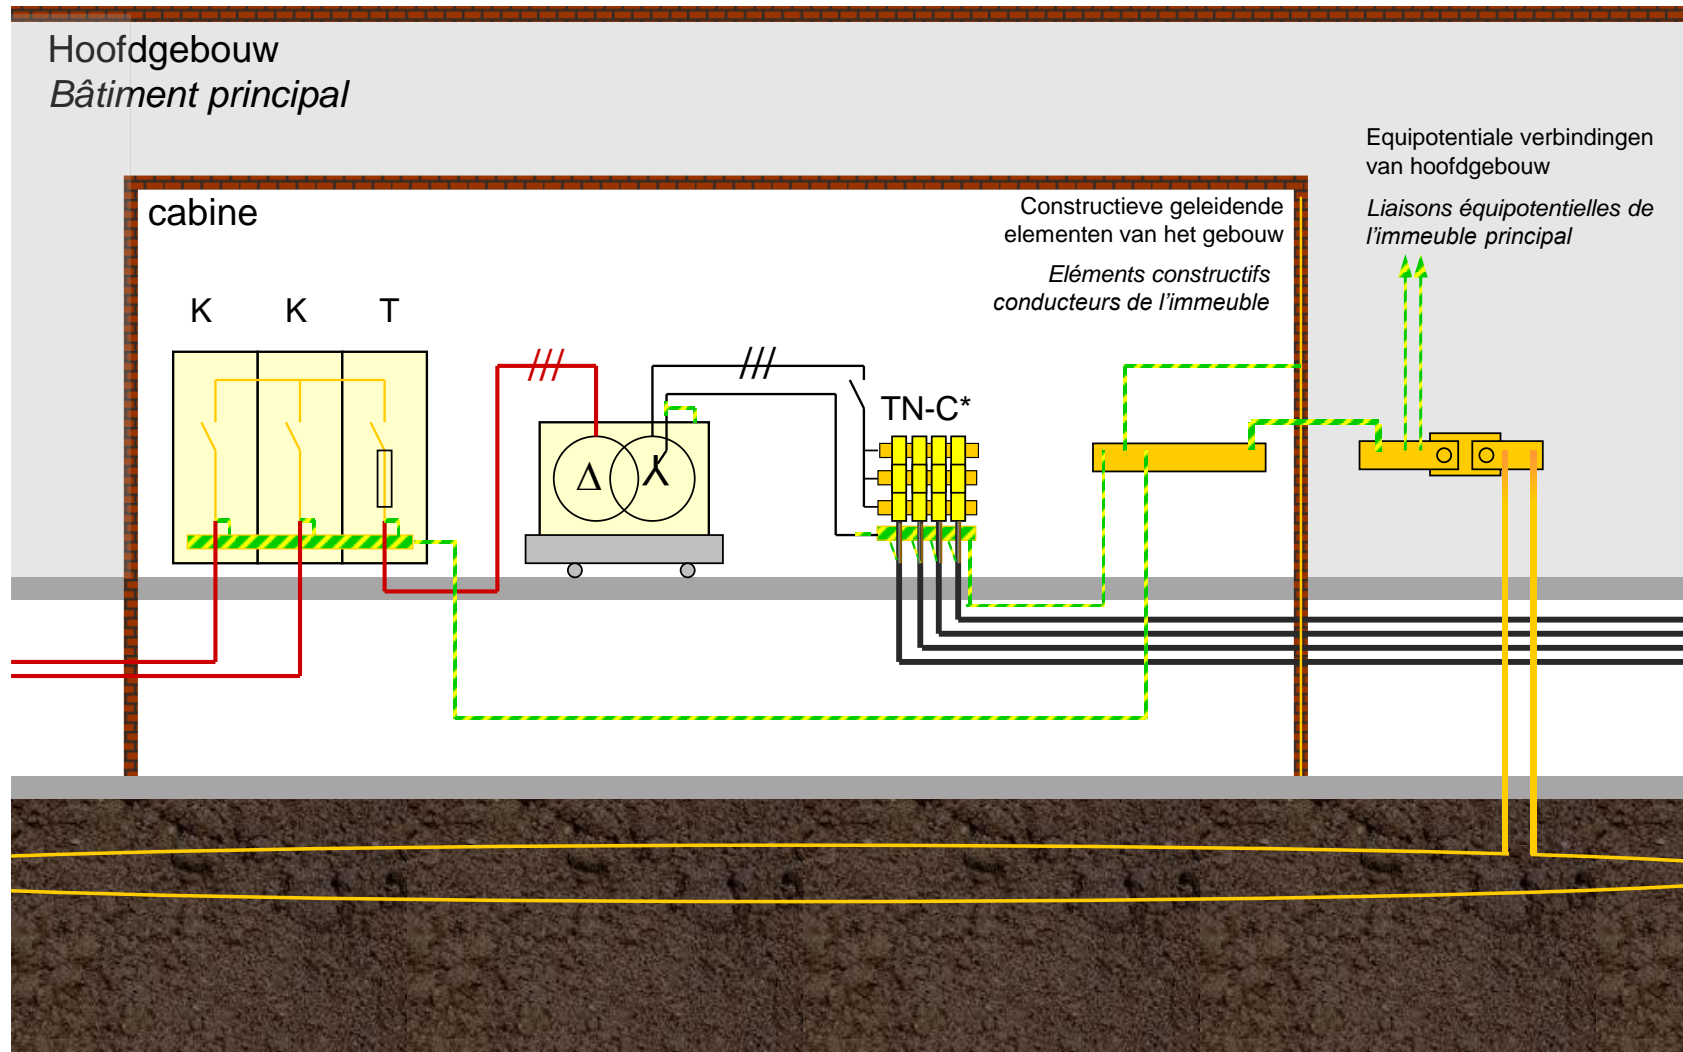 Hoofdgebouw
Bâtiment principal
Equipotentiale verbindingen
van hoofdgebouw
Liaisons équipotentielles de
l'immeuble principal
cabine
Constructieve geleidende
elementen van het gebouw
Eléments constructifs
conducteurs de l'immeuble
K K T
TN-C*
Δ